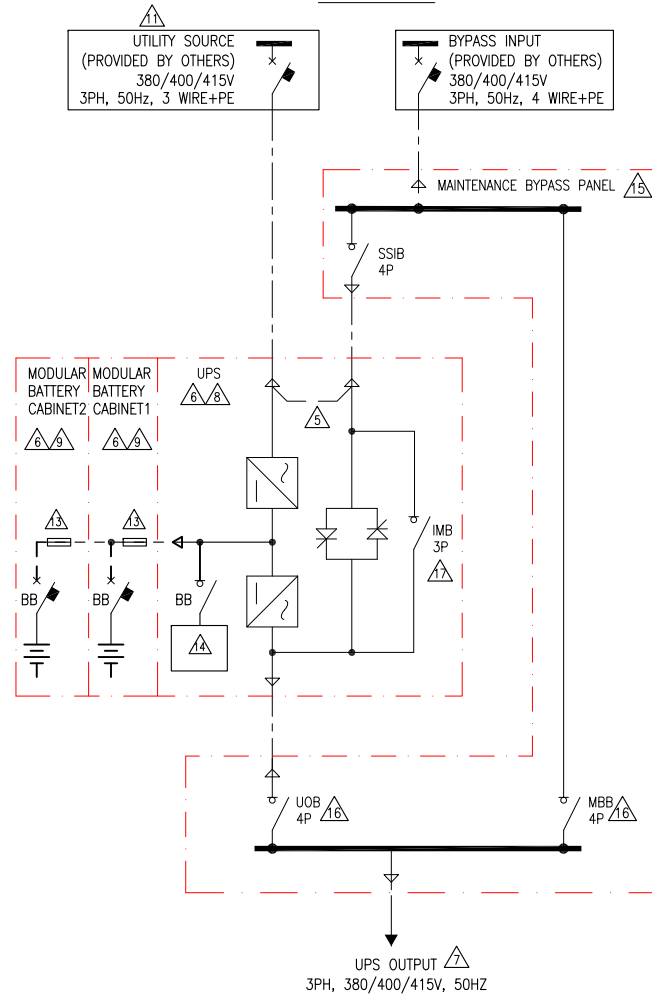 11
UTILITY SOURCE
(PROVIDED BY OTHERS)
380/400/415V
3PH, 50Hz, 3 WIRE+PE
BYPASS INPUT
(PROVIDED BY OTHERS)
380/400/415V
3PH, 50Hz, 4 WIRE+PE
MAINTENANCE BYPASS PANEL 15
SSIB
4P
MODULAR
BATTERY
CABINET2
6 9
MODULAR
BATTERY
CABINET1
6 9
UPS
6 8
5
13
13
IMB
3P
17
BB
BB
BB
14
UOB
4P
16
MBB
4P
16
UPS OUTPUT 7
3PH, 380/400/415V, 50HZ